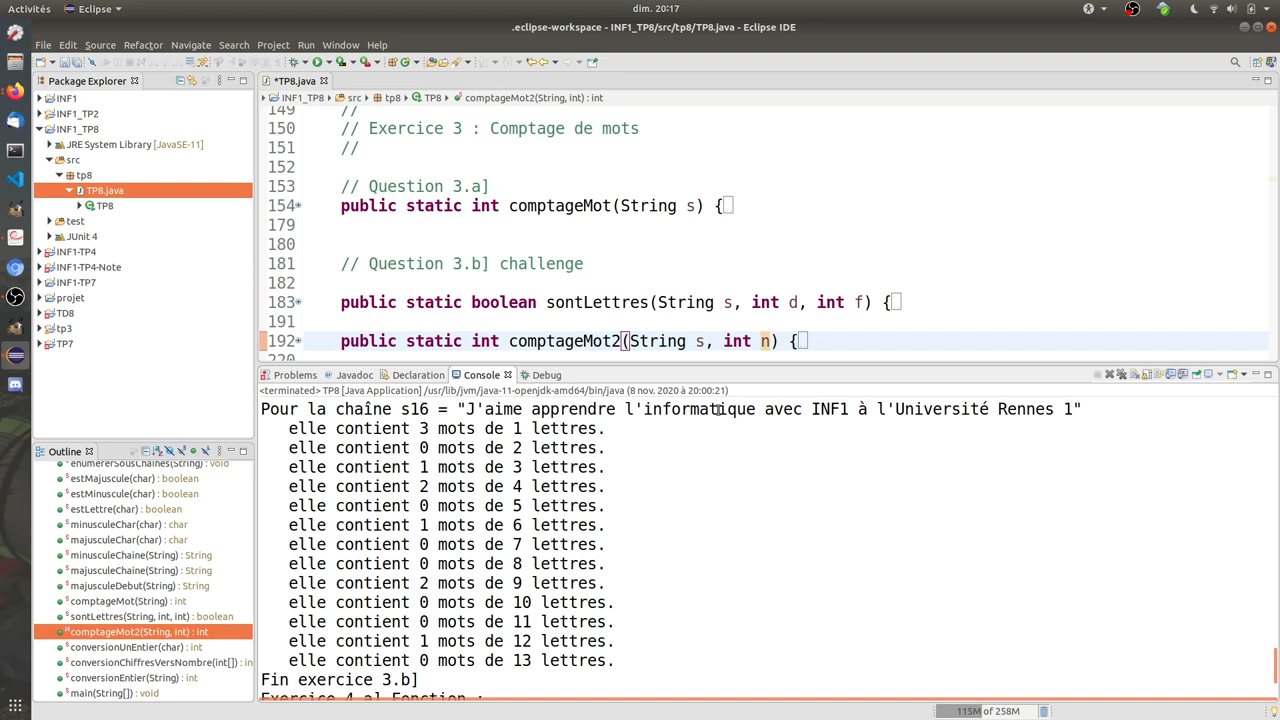 Activités Eclipse dim. 20:17
.eclipse-workspace - INF1_TP8/src/tp8/TP8.java - Eclipse IDE
File Edit Source Refactor Navigate Search Project Run Window Help
Package Explorer
INF1
INF1_TP2
INF1_TP8
JRE System Library [JavaSE-11]
src
tp8
TP8.java
TP8
test
JUnit 4
INF1-TP4
INF1-TP4-Note
INF1-TP7
projet
TD8
tp3
TP7
Outline
enumererSousChaines(String) : void
estMajuscule(char) : boolean
estMinuscule(char) : boolean
estLettre(char) : boolean
minusculeChar(char) : char
majusculeChar(char) : char
minusculeChaine(String) : String
majusculeChaine(String) : String
majusculeDebut(String) : String
comptageMot(String) : int
sontLettres(String, int, int) : boolean
comptageMot2(String, int) : int
conversionUnEntier(char) : int
conversionChiffresVersNombre(int[]) : in
conversionEntier(String) : int
main(String[]) : void
*TP8.java
INF1_TP8 src tp8 TP8 comptageMot2(String, int) : int
149 //
150 // Exercice 3 : Comptage de mots
151 //
152
153 // Question 3.a]
154 public static int comptageMot(String s) {
179
180
181 // Question 3.b] challenge
182
183 public static boolean sontLettres(String s, int d, int f) {
191
192 public static int comptageMot2(String s, int n) {
220
Problems Javadoc Declaration Console Debug
<terminated> TP8 [Java Application] /usr/lib/jvm/java-11-openjdk-amd64/bin/java (8 nov. 2020 à 20:00:21)
Pour la chaîne s16 = "J'aime apprendre l'informatique avec INF1 à l'Université Rennes 1"
elle contient 3 mots de 1 lettres.
elle contient 0 mots de 2 lettres.
elle contient 1 mots de 3 lettres.
elle contient 2 mots de 4 lettres.
elle contient 0 mots de 5 lettres.
elle contient 1 mots de 6 lettres.
elle contient 0 mots de 7 lettres.
elle contient 0 mots de 8 lettres.
elle contient 2 mots de 9 lettres.
elle contient 0 mots de 10 lettres.
elle contient 0 mots de 11 lettres.
elle contient 1 mots de 12 lettres.
elle contient 0 mots de 13 lettres.
Fin exercice 3.b]
Exercice 4.a] Fonction :
115M of 258M